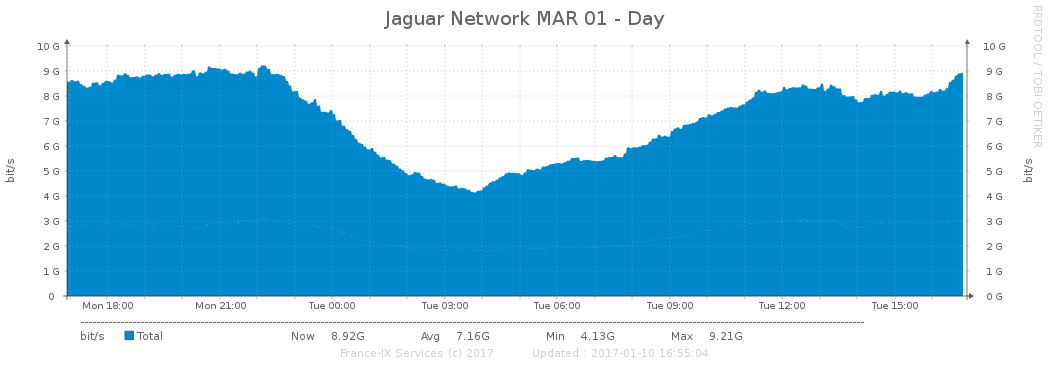 Jaguar Network MAR 01 - Day
RRDTOOL / TOBI OETIKER
bit/s
10 G
9 G
8 G
7 G
6 G
5 G
4 G
3 G
2 G
1 G
0
10 G
9 G
8 G
7 G
6 G
5 G
4 G
3 G
2 G
1 G
0 G
bit/s
Mon 18:00 Mon 21:00 Tue 00:00 Tue 03:00 Tue 06:00 Tue 09:00 Tue 12:00 Tue 15:00
bit/s Total Now 8.92G Avg 7.16G Min 4.13G Max 9.21G
France-IX Services (c) 2017 Updated : 2017-01-10 16:55:04